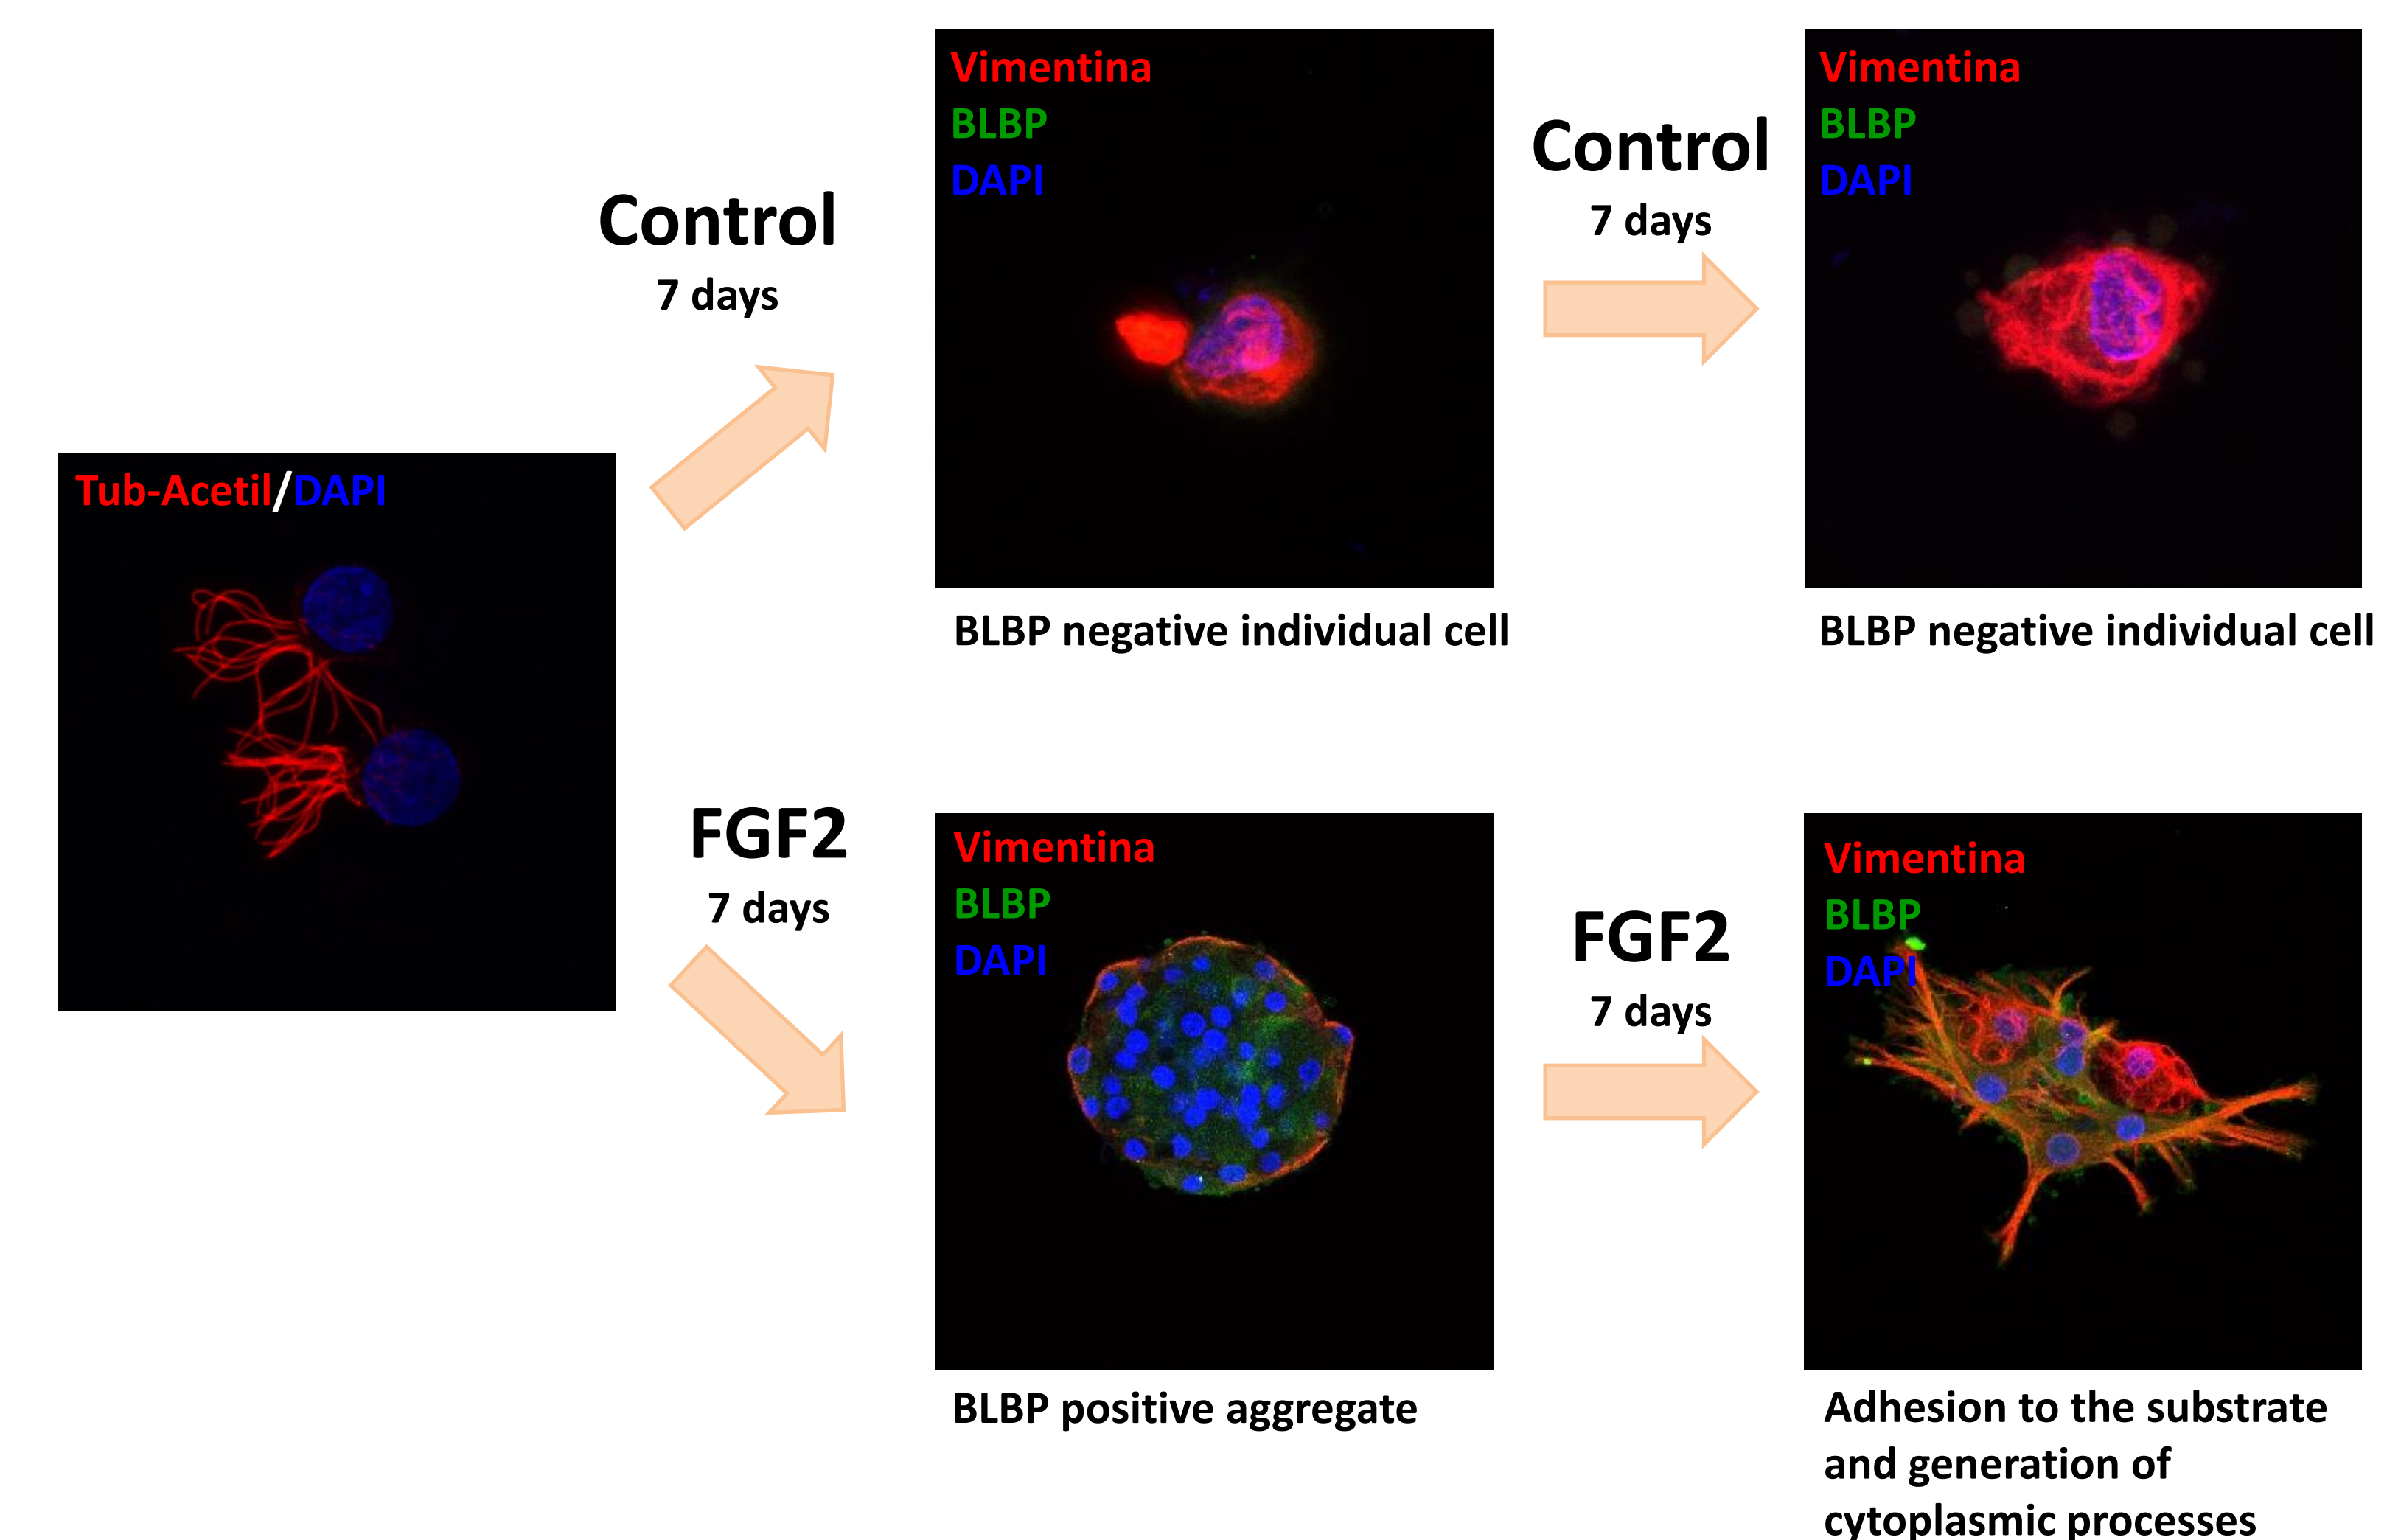 Tub-Acetil/DAPI
Control
7 days
Vimentina
BLBP
DAPI
BLBP negative individual cell
Control
7 days
Vimentina
BLBP
DAPI
BLBP negative individual cell
FGF2
7 days
Vimentina
BLBP
DAPI
BLBP positive aggregate
FGF2
7 days
Vimentina
BLBP
DAPI
Adhesion to the substrate
and generation of
cytoplasmic processes